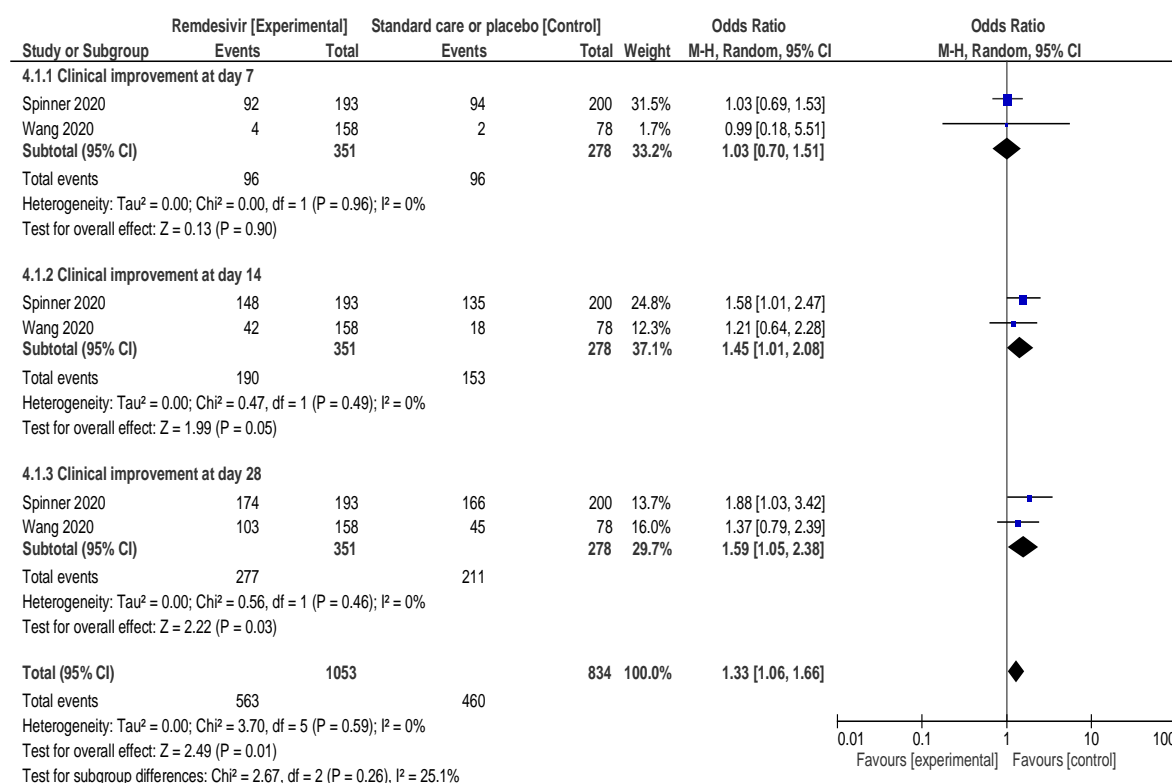 Remdesivir [Experimental] Standard care or placebo [Control] Odds Ratio Odds Ratio
Study or Subgroup Events Total Events Total Weight M-H, Random, 95% CI M-H, Random, 95% CI
4.1.1 Clinical improvement at day 7
Spinner 2020 92 193 94 200 31.5% 1.03 [0.69, 1.53]
Wang 2020 4 158 2 78 1.7% 0.99 [0.18, 5.51]
Subtotal (95% CI) 351 278 33.2% 1.03 [0.70, 1.51]
Total events 96 96
Heterogeneity: Tau² = 0.00; Chi² = 0.00, df = 1 (P = 0.96); I² = 0%
Test for overall effect: Z = 0.13 (P = 0.90)
4.1.2 Clinical improvement at day 14
Spinner 2020 148 193 135 200 24.8% 1.58 [1.01, 2.47]
Wang 2020 42 158 18 78 12.3% 1.21 [0.64, 2.28]
Subtotal (95% CI) 351 278 37.1% 1.45 [1.01, 2.08]
Total events 190 153
Heterogeneity: Tau² = 0.00; Chi² = 0.47, df = 1 (P = 0.49); I² = 0%
Test for overall effect: Z = 1.99 (P = 0.05)
4.1.3 Clinical improvement at day 28
Spinner 2020 174 193 166 200 13.7% 1.88 [1.03, 3.42]
Wang 2020 103 158 45 78 16.0% 1.37 [0.79, 2.39]
Subtotal (95% CI) 351 278 29.7% 1.59 [1.05, 2.38]
Total events 277 211
Heterogeneity: Tau² = 0.00; Chi² = 0.56, df = 1 (P = 0.46); I² = 0%
Test for overall effect: Z = 2.22 (P = 0.03)
Total (95% CI) 1053 834 100.0% 1.33 [1.06, 1.66]
Total events 563 460
Heterogeneity: Tau² = 0.00; Chi² = 3.70, df = 5 (P = 0.59); I² = 0%
Test for overall effect: Z = 2.49 (P = 0.01)
Test for subgroup differences: Chi² = 2.67, df = 2 (P = 0.26), I² = 25.1%
0.01 0.1 1 10 100
Favours [experimental] Favours [control]